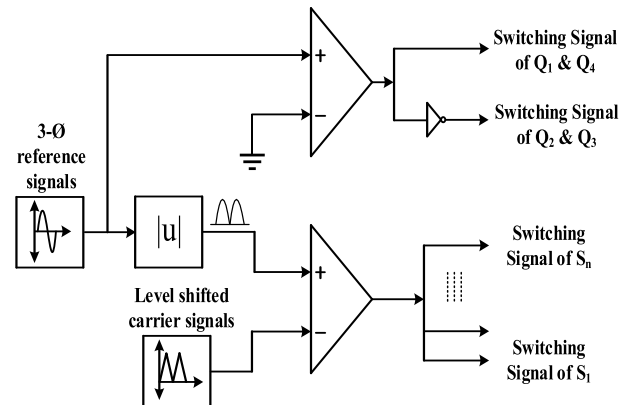 Switching Signal
of Q1 & Q4
+
−
Switching Signal
of Q2 & Q3
3-Ø
reference
signals
|u|
+
−
Switching
Signal of Sn
Level shifted
carrier signals
Switching
Signal of S1